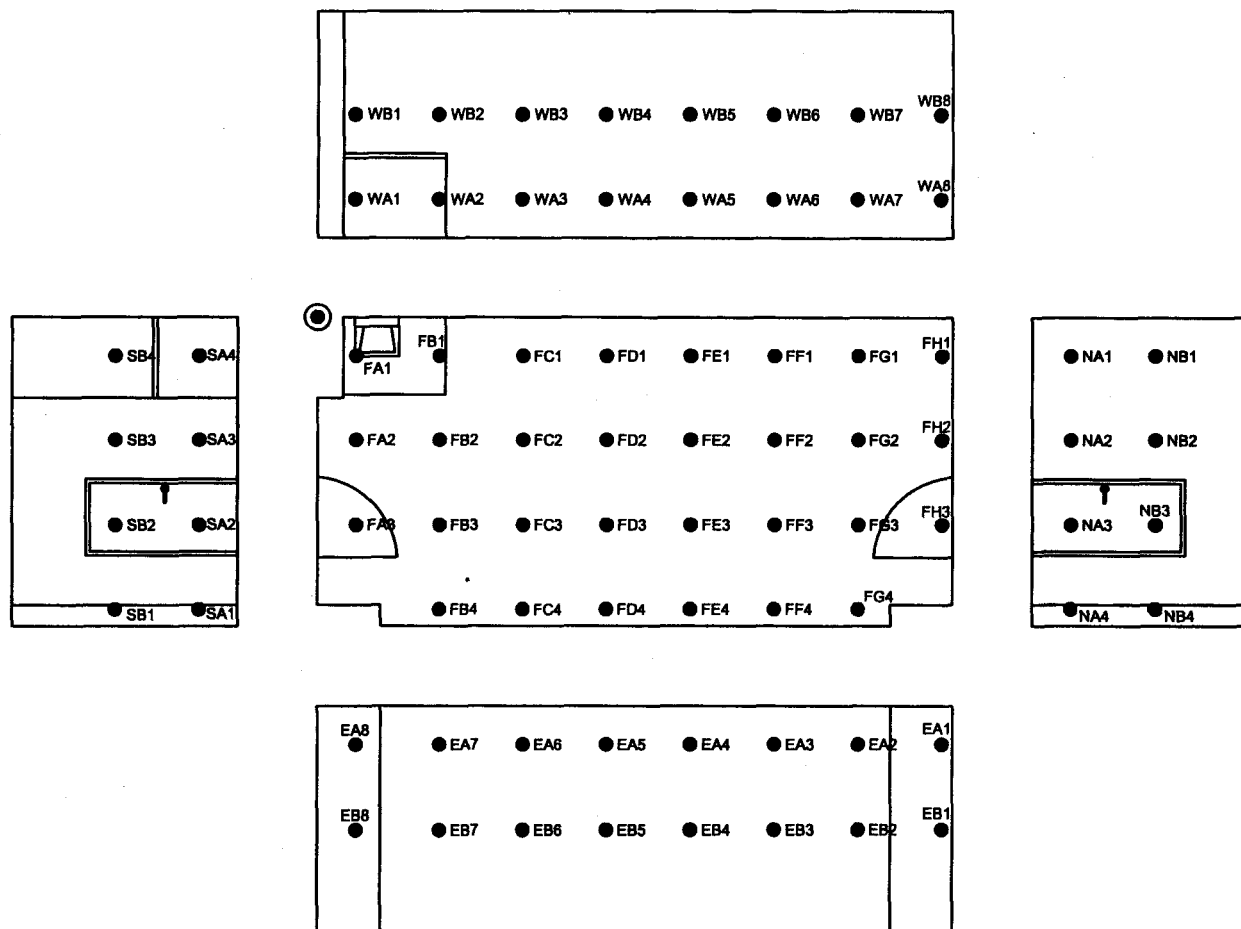 WB1 WB2 WB3 WB4 WB5 WB6 WB7 WB8
WA1 WA2 WA3 WA4 WA5 WA6 WA7 WA8
SB4 SA4 FA1 FB1 FC1 FD1 FE1 FF1 FG1 FH1 NA1 NB1
SB3 SA3 FA2 FB2 FC2 FD2 FE2 FF2 FG2 FH2 NA2 NB2
SB2 SA2 FA3 FB3 FC3 FD3 FE3 FF3 FG3 FH3 NA3 NB3
SB1 SA1 FB4 FC4 FD4 FE4 FF4 FG4 NA4 NB4
EA8 EA7 EA6 EA5 EA4 EA3 EA2 EA1
EB8 EB7 EB6 EB5 EB4 EB3 EB2 EB1